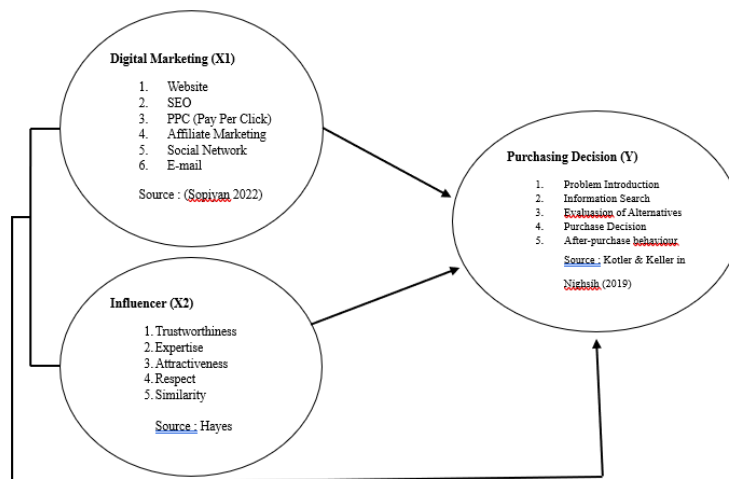 Digital Marketing (X1)
1. Website
2. SEO
3. PPC (Pay Per Click)
4. Affiliate Marketing
5. Social Network
6. E-mail
Source : (Sopiyan 2022)
Influencer (X2)
1. Trustworthiness
2. Expertise
3. Attractiveness
4. Respect
5. Similarity
Source : Hayes
Purchasing Decision (Y)
1. Problem Introduction
2. Information Search
3. Evaluasion of Alternatives
4. Purchase Decision
5. After-purchase behaviour
Source : Kotler & Keller in
Nighsih (2019)